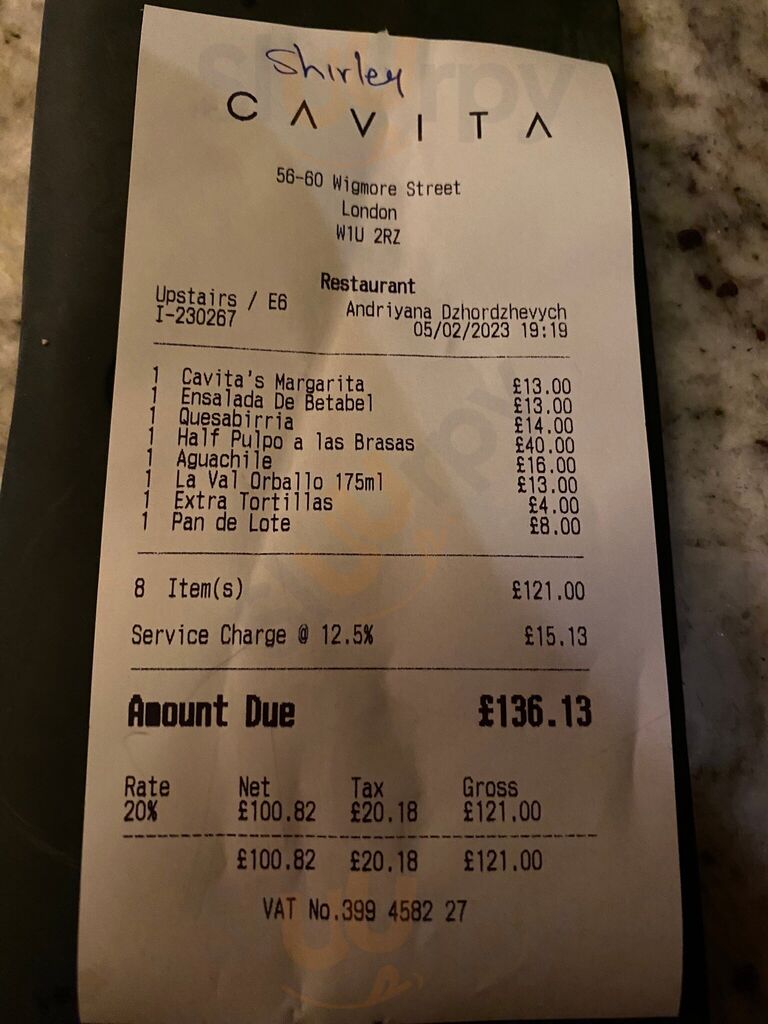 Shirley
CAVITA
56-60 Wigmore Street
London
W1U 2RZ
Restaurant
Upstairs / E6
Andriyana Dzhordzhevych
I-230267
05/02/2023 19:19
1 Cavita's Margarita £13.00
1 Ensalada De Betabel £13.00
1 Quesabirria £14.00
1 Half Pulpo a las Brasas £40.00
1 Aguachile £16.00
1 La Val Orballo 175ml £13.00
1 Extra Tortillas £4.00
1 Pan de Lote £8.00
8 Item(s) £121.00
Service Charge @ 12.5% £15.13
Amount Due £136.13
Rate Net Tax Gross
20% £100.82 £20.18 £121.00
£100.82 £20.18 £121.00
VAT No.399 4582 27